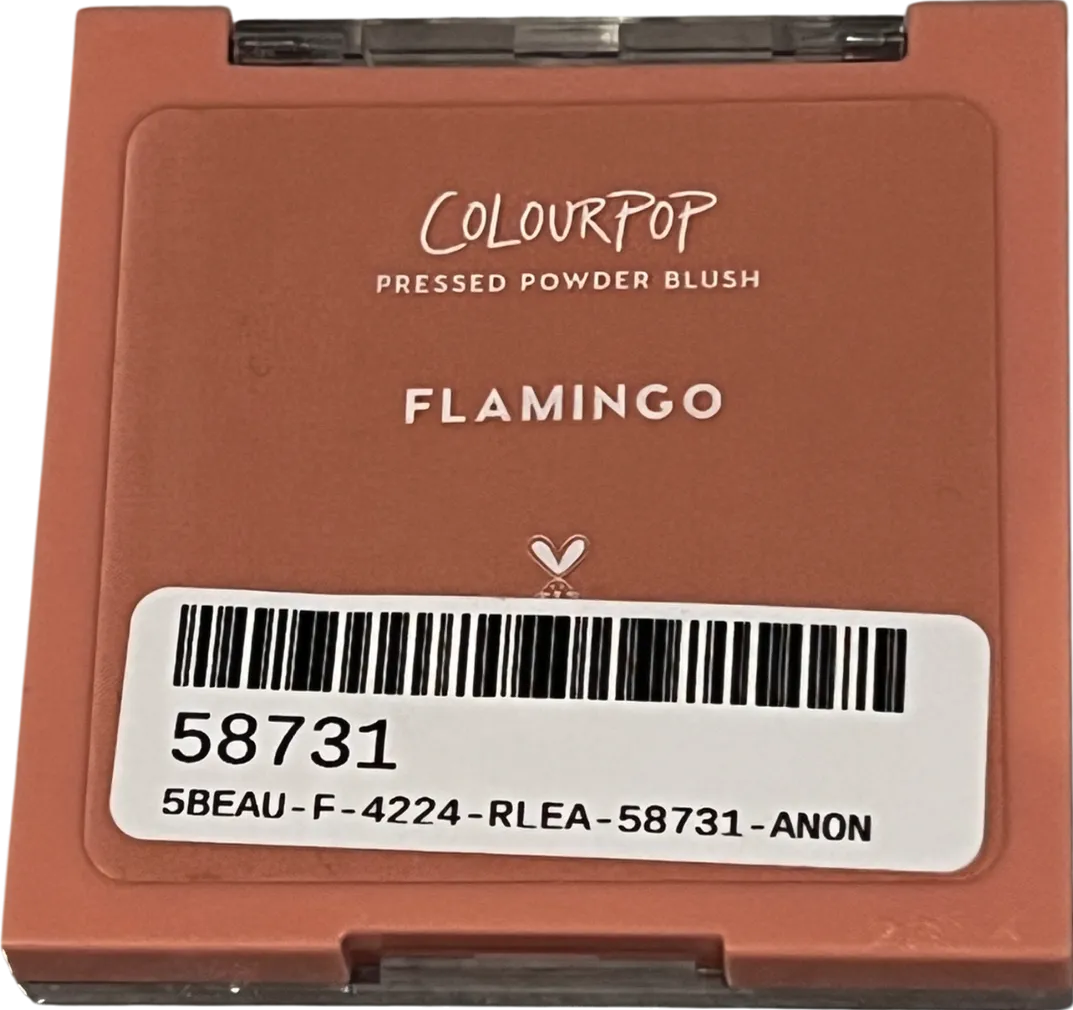 COLOURPOP
PRESSED POWDER BLUSH
FLAMINGO
58731
5BEAU-F-4224-RLEA-58731-ANON